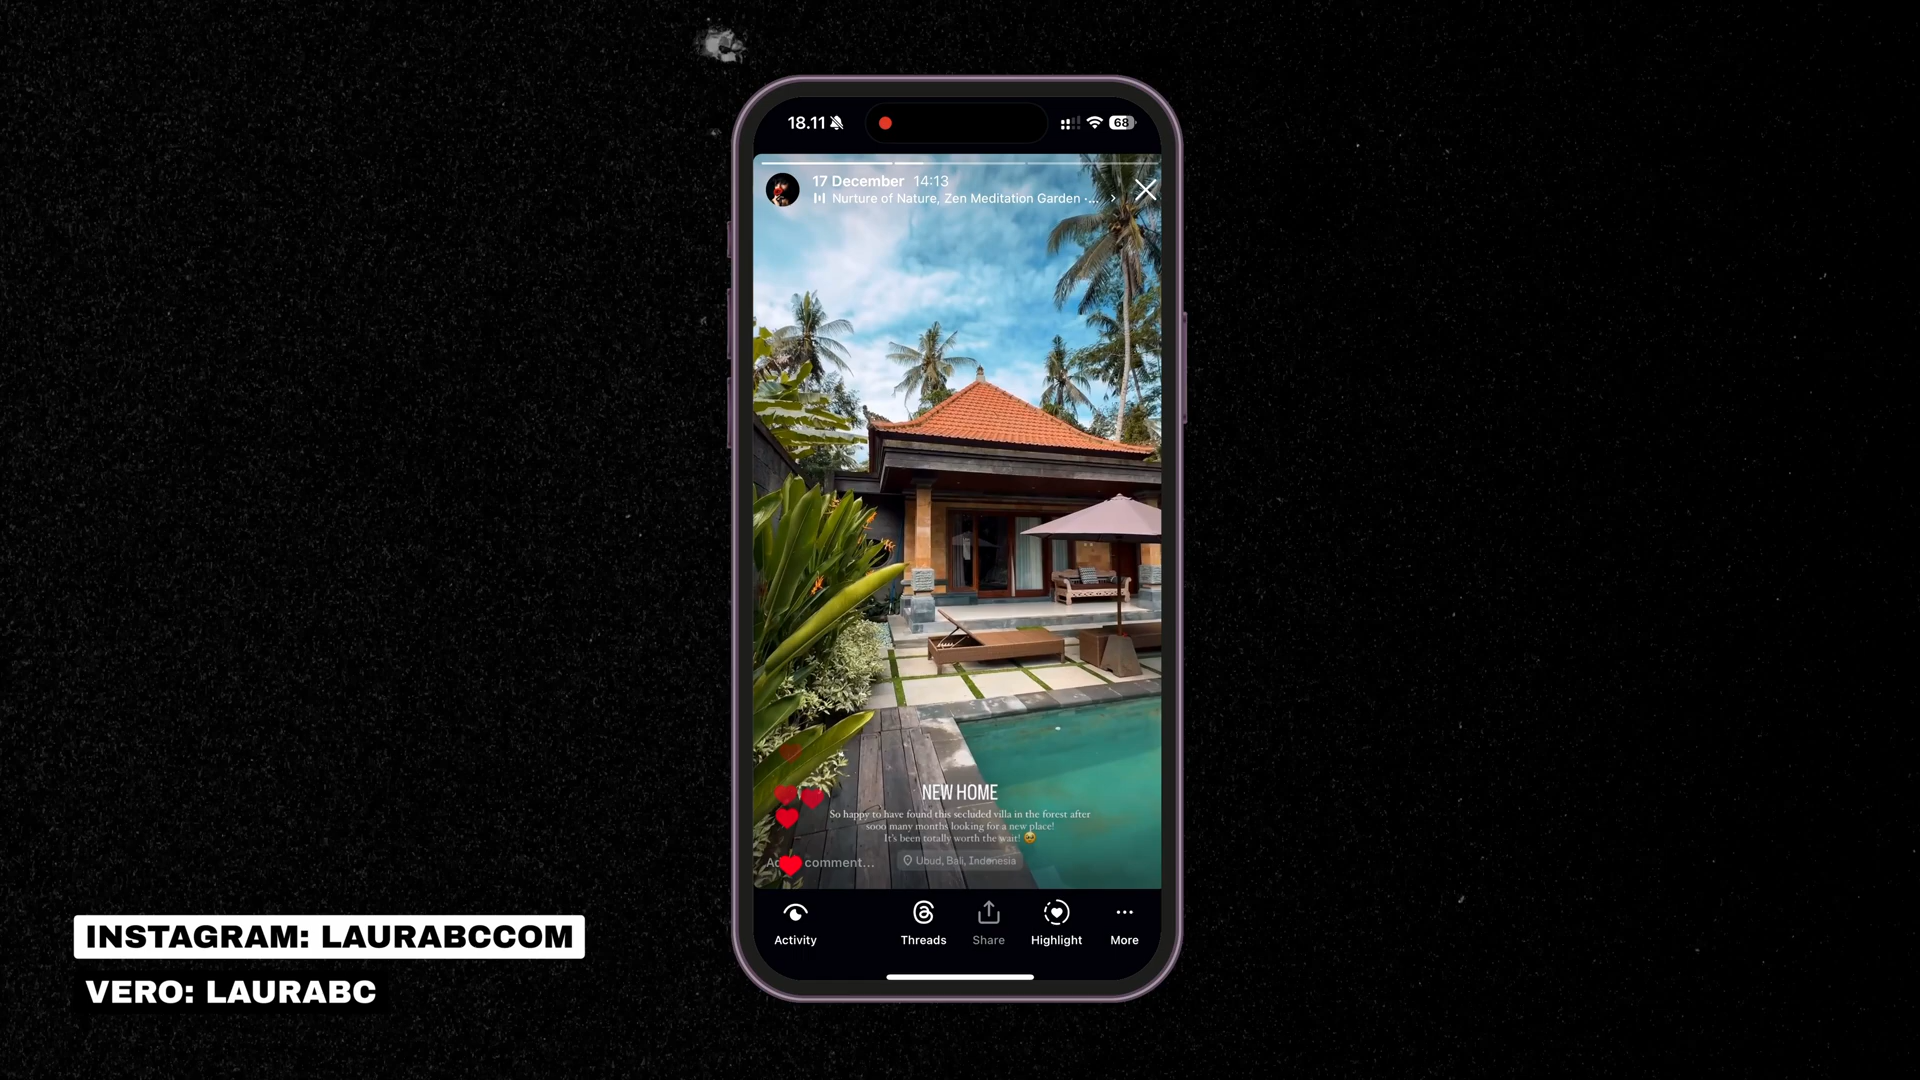 18.11
68
17 December 14:13
Nurture of Nature, Zen Meditation Garden ·...
NEW HOME
So happy to have found this secluded villa in the forest after
sooo many months looking for a new place!
It's been totally worth the wait! 🥹
comment...
Ubud, Bali, Indonesia
Activity
Threads
Share
Highlight
More
INSTAGRAM: LAURABCCOM
VERO: LAURABC